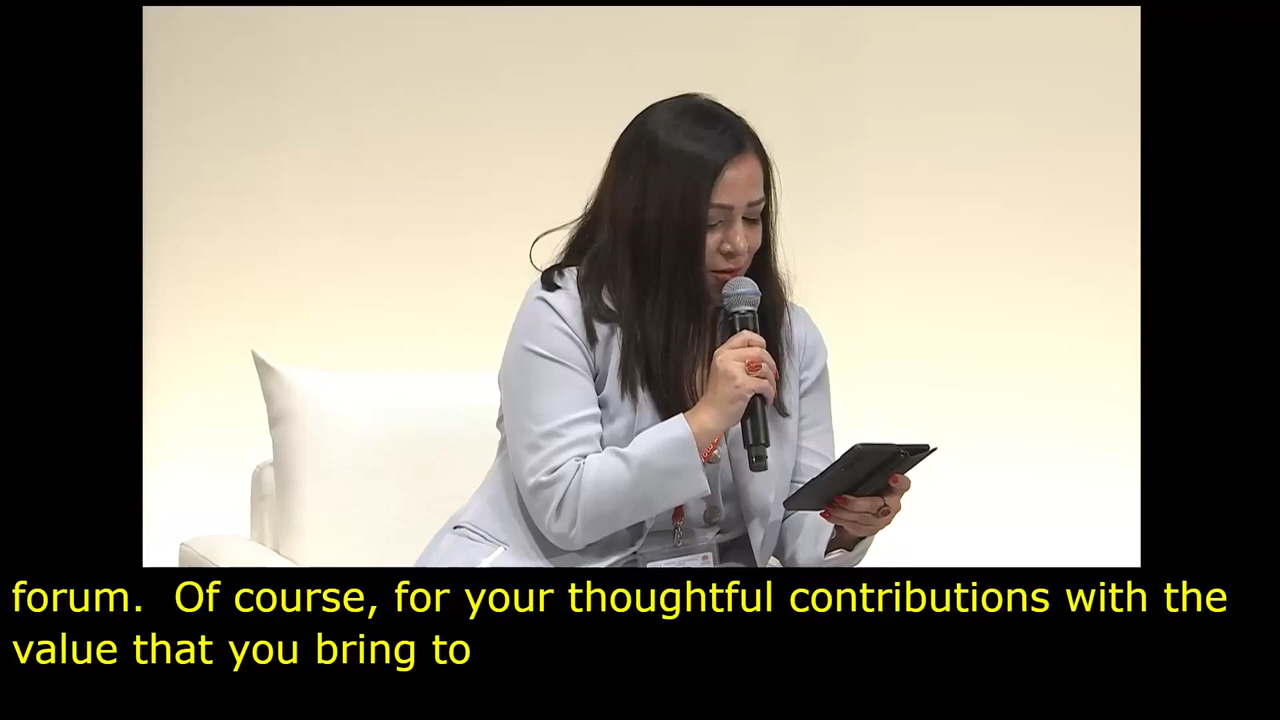 forum.  Of course, for your thoughtful contributions with the
value that you bring to